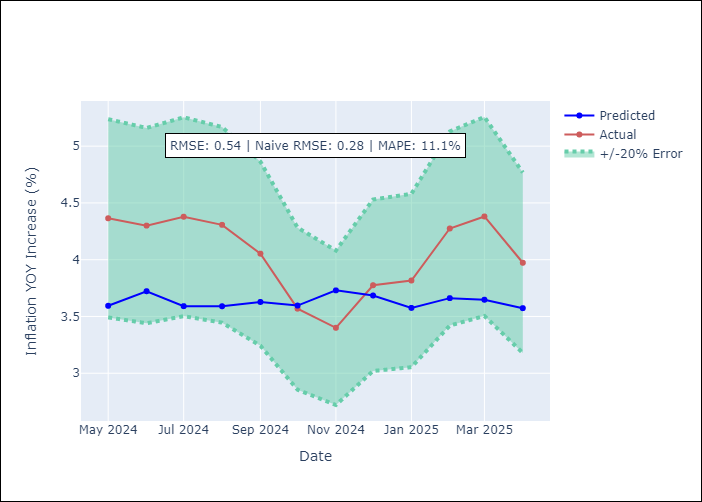 RMSE: 0.54 | Naive RMSE: 0.28 | MAPE: 11.1%
Predicted
Actual
+/-20% Error
Inflation YOY Increase (%)
5
4.5
4
3.5
3
May 2024
Jul 2024
Sep 2024
Nov 2024
Jan 2025
Mar 2025
Date